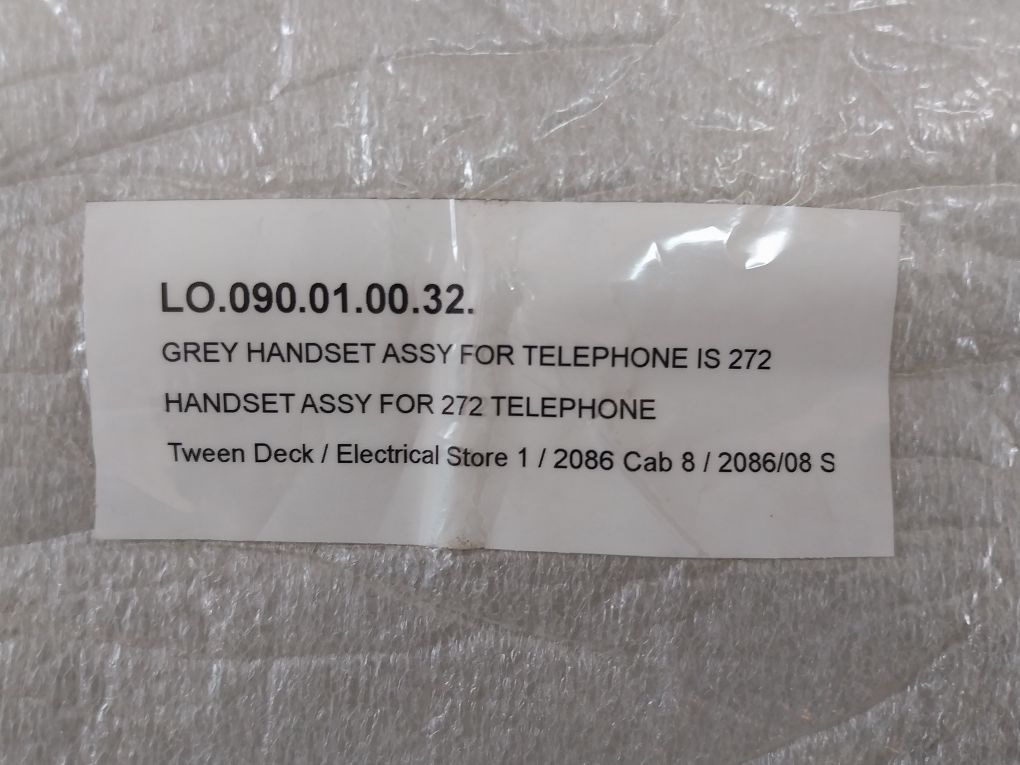 LO.090.01.00.32.
GREY HANDSET ASSY FOR TELEPHONE IS 272
HANDSET ASSY FOR 272 TELEPHONE
Tween Deck / Electrical Store 1 / 2086 Cab 8 / 2086/08 S